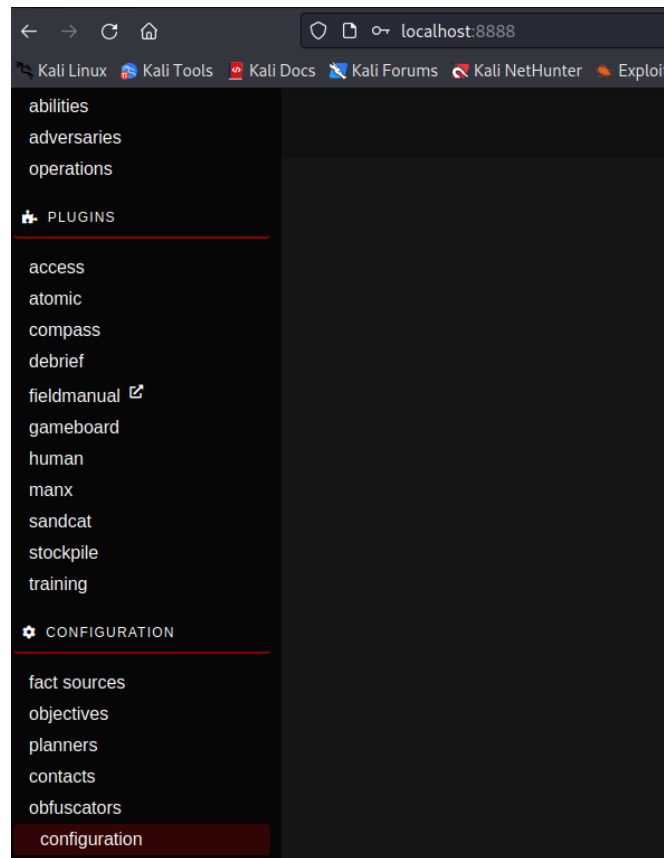 localhost:8888
Kali Linux Kali Tools Kali Docs Kali Forums Kali NetHunter Exploi
abilities
adversaries
operations
PLUGINS
access
atomic
compass
debrief
fieldmanual
gameboard
human
manx
sandcat
stockpile
training
CONFIGURATION
fact sources
objectives
planners
contacts
obfuscators
configuration